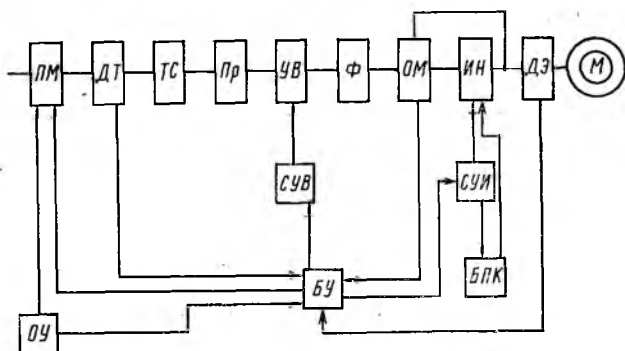 ПМ ДТ ТС Пр УВ Ф ОМ ИН ДЭ М
СУВ СУИ
БУ БПК
ОУ